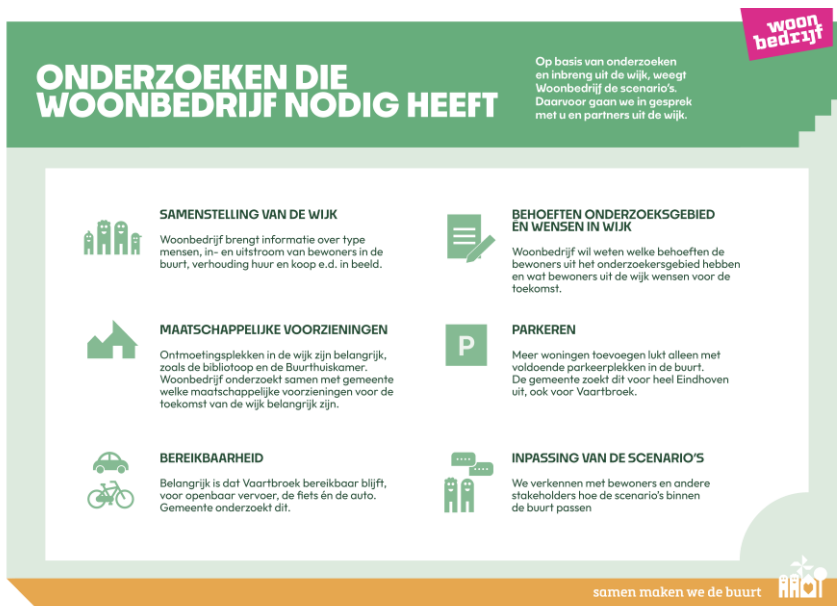 woon
bedrijf
ONDERZOEKEN DIE
WOONBEDRIJF NODIG HEEFT
Op basis van onderzoeken
en inbreng uit de wijk, weegt
Woonbedrijf de scenario's.
Daarvoor gaan we in gesprek
met u en partners uit de wijk.
SAMENSTELLING VAN DE WIJK
Woonbedrijf brengt informatie over type
mensen, in- en uitstroom van bewoners in de
buurt, verhouding huur en koop e.d. in beeld.
BEHOEFTEN ONDERZOEKSGEBIED
ÉN WENSEN IN WIJK
Woonbedrijf wil weten welke behoeften de
bewoners uit het onderzoekersgebied hebben
en wat bewoners uit de wijk wensen voor de
toekomst.
MAATSCHAPPELIJKE VOORZIENINGEN
Ontmoetingsplekken in de wijk zijn belangrijk,
zoals de bibliotoop en de Buurthuiskamer.
Woonbedrijf onderzoekt samen met gemeente
welke maatschappelijke voorzieningen voor de
toekomst van de wijk belangrijk zijn.
P
PARKEREN
Meer woningen toevoegen lukt alleen met
voldoende parkeerplekken in de buurt.
De gemeente zoekt dit voor heel Eindhoven
uit, ook voor Vaartbroek.
BEREIKBAARHEID
Belangrijk is dat Vaartbroek bereikbaar blijft,
voor openbaar vervoer, de fiets én de auto.
Gemeente onderzoekt dit.
INPASSING VAN DE SCENARIO'S
We verkennen met bewoners en andere
stakeholders hoe de scenario's binnen
de buurt passen
samen maken we de buurt